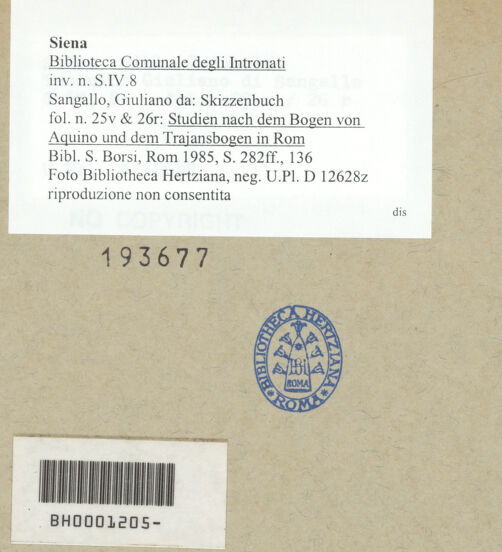 Siena
Biblioteca Comunale degli Intronati
inv. n. S.IV.8
Sangallo, Giuliano da: Skizzenbuch
fol. n. 25v & 26r: Studien nach dem Bogen von
Aquino und dem Trajansbogen in Rom
Bibl. S. Borsi, Rom 1985, S. 282ff., 136
Foto Bibliotheca Hertziana, neg. U.Pl. D 12628z
riproduzione non consentita
dis
193677
BIBLIOTHECA HERTZIANA
ROMA
ROMA
BH0001205-